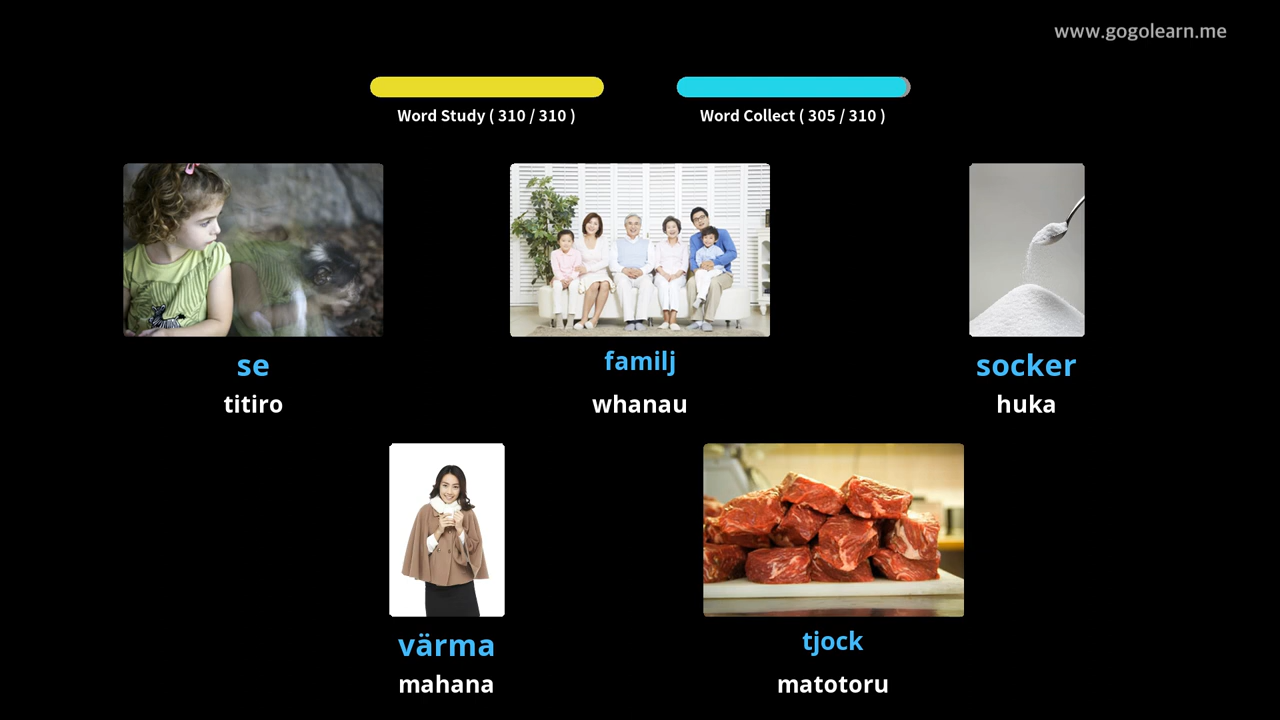 www.gogolearn.me
Word Study ( 310 / 310 )
Word Collect ( 305 / 310 )
se
titiro
familj
whanau
socker
huka
värma
mahana
tjock
matotoru